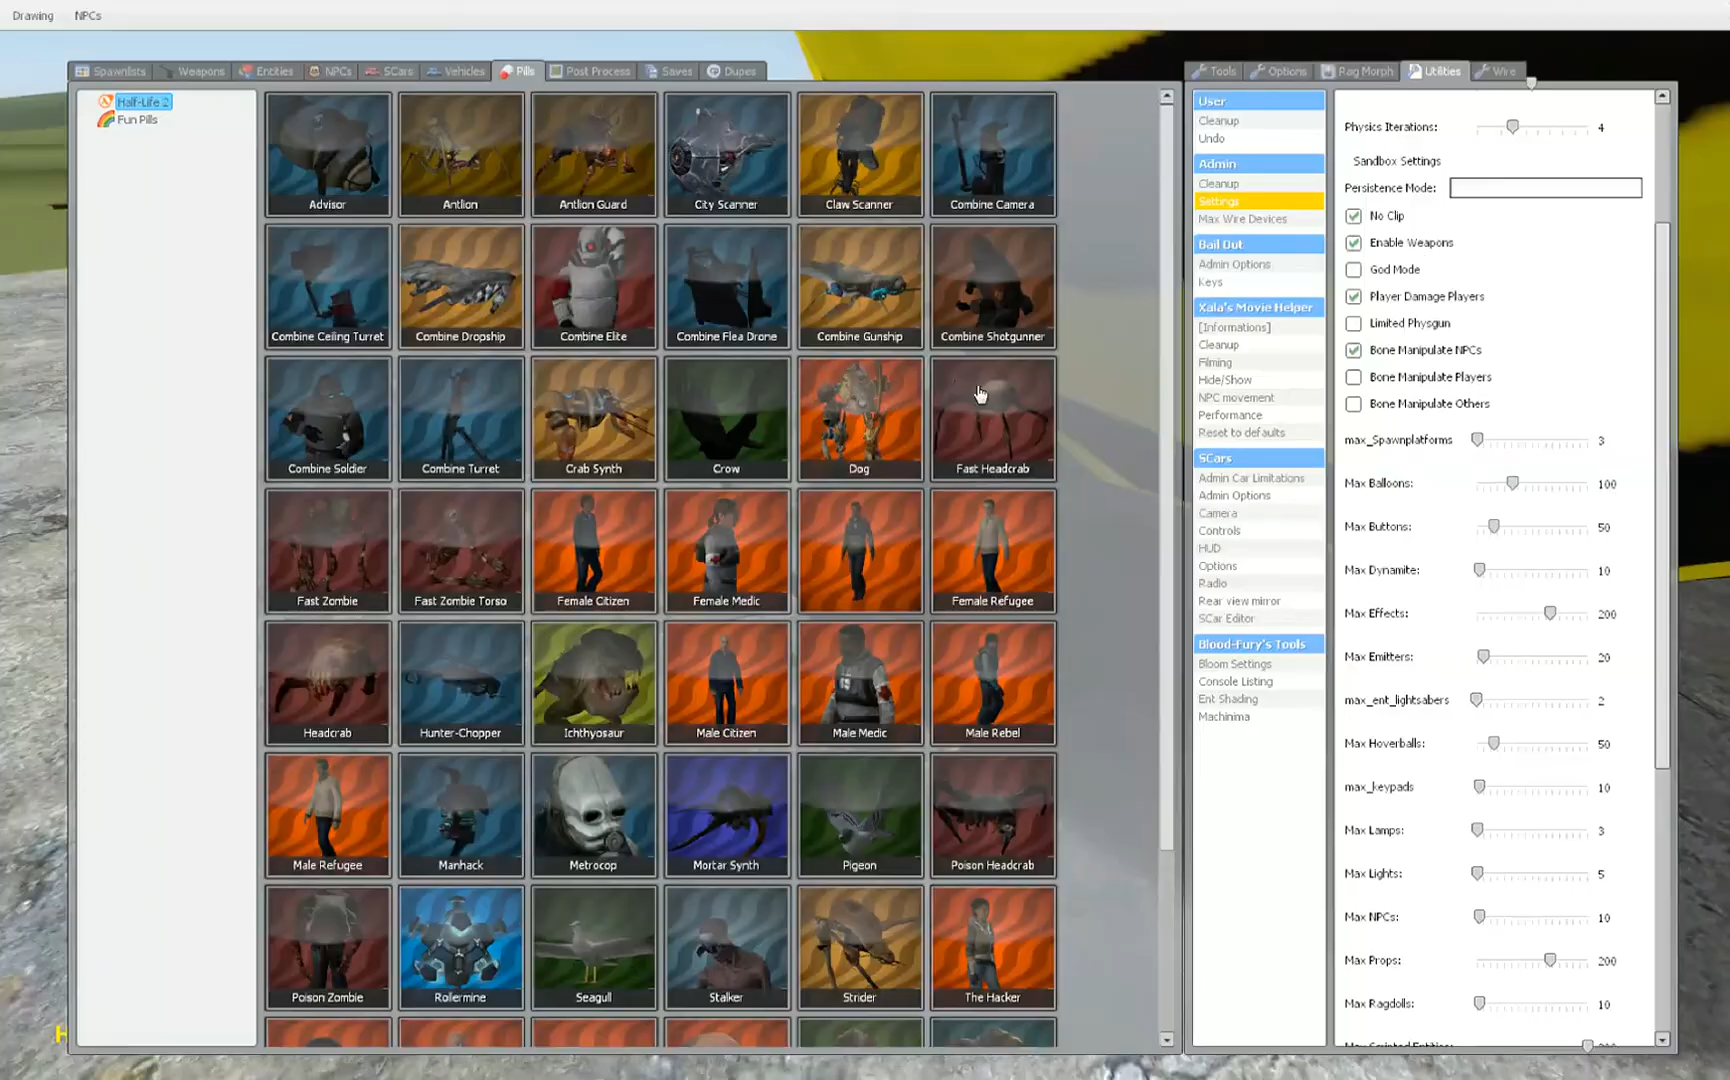 Drawing NPCs
Spawnlists Weapons Entities NPCs SCars Vehicles Pills Post Process Saves Dupes
Tools Options Rag Morph Utilities Wire
Half-Life 2
Fun Pills
Advisor Antlion Antlion Guard City Scanner Claw Scanner Combine Camera
Combine Ceiling Turret Combine Dropship Combine Elite Combine Flea Drone Combine Gunship Combine Shotgunner
Combine Soldier Combine Turret Crab Synth Crow Dog Fast Headcrab
Fast Zombie Fast Zombie Torso Female Citizen Female Medic Female Refugee
Headcrab Hunter-Chopper Ichthyosaur Male Citizen Male Medic Male Rebel
Male Refugee Manhack Metrocop Mortar Synth Pigeon Poison Headcrab
Poison Zombie Rollermine Seagull Stalker Strider The Hacker
User
Cleanup
Undo
Admin
Cleanup
Settings
Max Wire Devices
Bail Out
Admin Options
Keys
Xala's Movie Helper
[Informations]
Cleanup
Filming
Hide/Show
NPC movement
Performance
Reset to defaults
SCars
Admin Car Limitations
Admin Options
Camera
Controls
HUD
Options
Radio
Rear view mirror
SCar Editor
Blood-Fury's Tools
Bloom Settings
Console Listing
Ent Shading
Machinima
Physics Iterations: 4
Sandbox Settings
Persistence Mode:
No Clip
Enable Weapons
God Mode
Player Damage Players
Limited Physgun
Bone Manipulate NPCs
Bone Manipulate Players
Bone Manipulate Others
max_Spawnplatforms 3
Max Balloons: 100
Max Buttons: 50
Max Dynamite: 10
Max Effects: 200
Max Emitters: 20
max_ent_lightsabers 2
Max Hoverballs: 50
max_keypads 10
Max Lamps: 3
Max Lights: 5
Max NPCs: 10
Max Props: 200
Max Ragdolls: 10